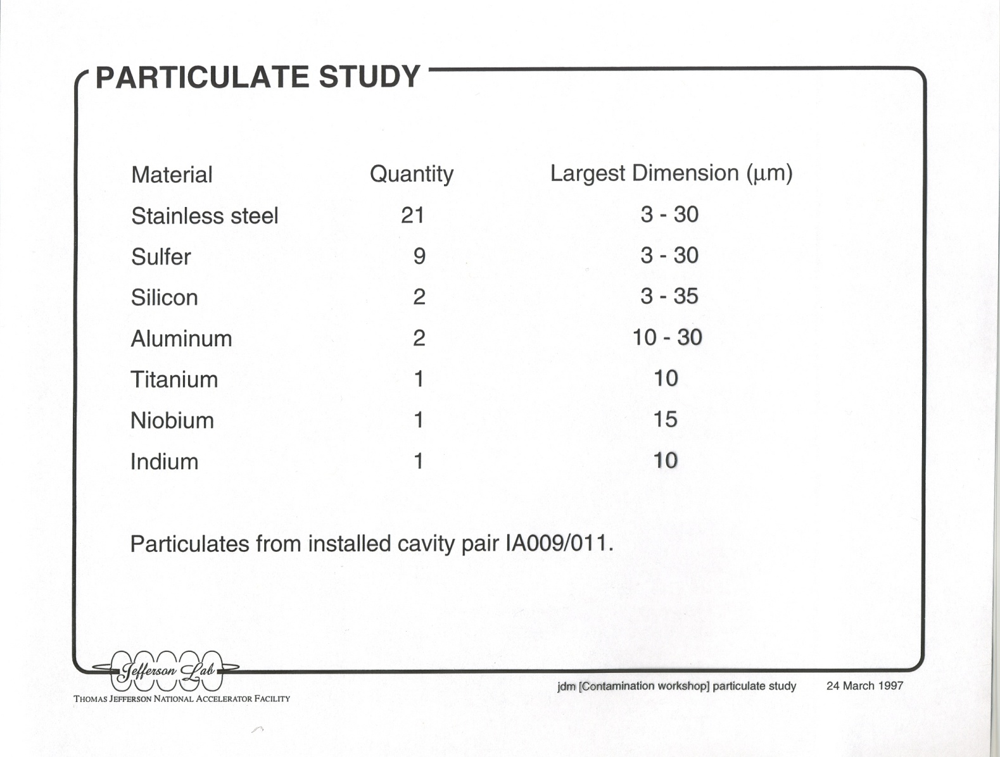 PARTICULATE STUDY
Material Quantity Largest Dimension (μm)
Stainless steel 21 3 - 30
Sulfer 9 3 - 30
Silicon 2 3 - 35
Aluminum 2 10 - 30
Titanium 1 10
Niobium 1 15
Indium 1 10
Particulates from installed cavity pair IA009/011.
Jefferson Lab
THOMAS JEFFERSON NATIONAL ACCELERATOR FACILITY
jdm [Contamination workshop] particulate study 24 March 1997